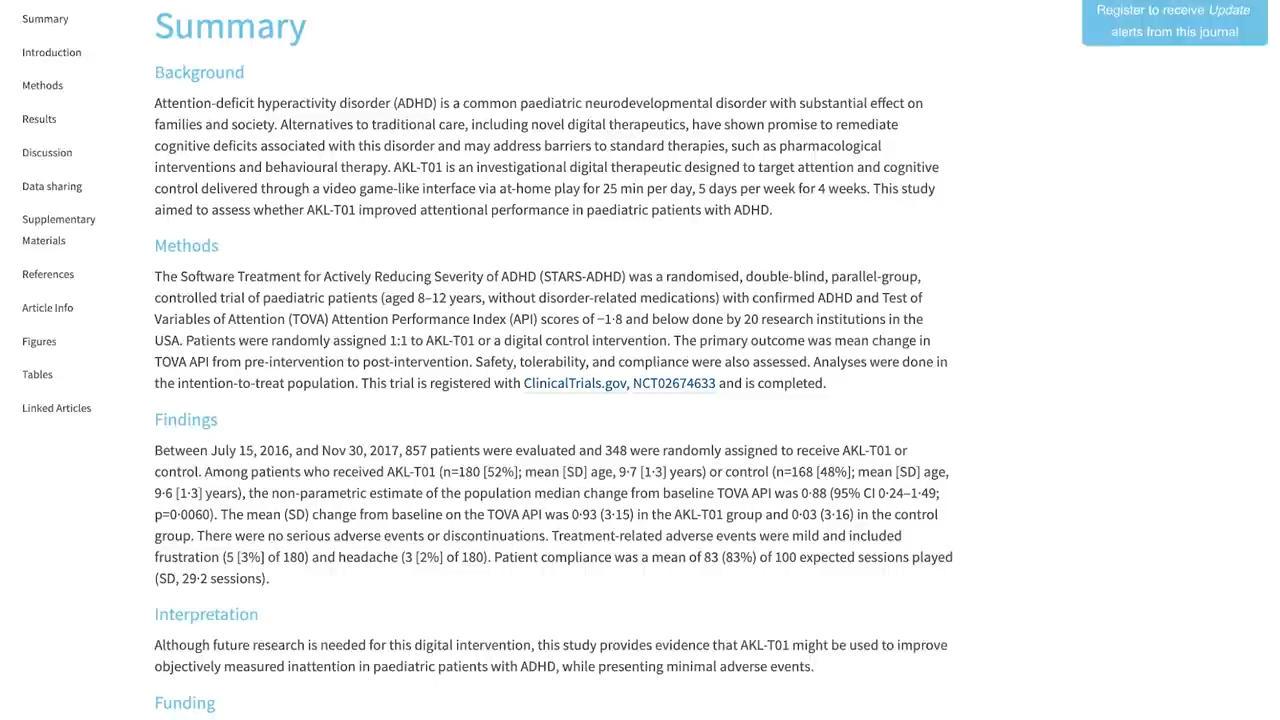 Summary
Introduction
Methods
Results
Discussion
Data sharing
Supplementary
Materials
References
Article Info
Figures
Tables
Linked Articles
Register to receive Update
alerts from this journal
Summary
Background
Attention-deficit hyperactivity disorder (ADHD) is a common paediatric neurodevelopmental disorder with substantial effect on
families and society. Alternatives to traditional care, including novel digital therapeutics, have shown promise to remediate
cognitive deficits associated with this disorder and may address barriers to standard therapies, such as pharmacological
interventions and behavioural therapy. AKL-T01 is an investigational digital therapeutic designed to target attention and cognitive
control delivered through a video game-like interface via at-home play for 25 min per day, 5 days per week for 4 weeks. This study
aimed to assess whether AKL-T01 improved attentional performance in paediatric patients with ADHD.
Methods
The Software Treatment for Actively Reducing Severity of ADHD (STARS-ADHD) was a randomised, double-blind, parallel-group,
controlled trial of paediatric patients (aged 8–12 years, without disorder-related medications) with confirmed ADHD and Test of
Variables of Attention (TOVA) Attention Performance Index (API) scores of −1·8 and below done by 20 research institutions in the
USA. Patients were randomly assigned 1:1 to AKL-T01 or a digital control intervention. The primary outcome was mean change in
TOVA API from pre-intervention to post-intervention. Safety, tolerability, and compliance were also assessed. Analyses were done in
the intention-to-treat population. This trial is registered with ClinicalTrials.gov, NCT02674633 and is completed.
Findings
Between July 15, 2016, and Nov 30, 2017, 857 patients were evaluated and 348 were randomly assigned to receive AKL-T01 or
control. Among patients who received AKL-T01 (n=180 [52%]; mean [SD] age, 9·7 [1·3] years) or control (n=168 [48%]; mean [SD] age,
9·6 [1·3] years), the non-parametric estimate of the population median change from baseline TOVA API was 0·88 (95% CI 0·24–1·49;
p=0·0060). The mean (SD) change from baseline on the TOVA API was 0·93 (3·15) in the AKL-T01 group and 0·03 (3·16) in the control
group. There were no serious adverse events or discontinuations. Treatment-related adverse events were mild and included
frustration (5 [3%] of 180) and headache (3 [2%] of 180). Patient compliance was a mean of 83 (83%) of 100 expected sessions played
(SD, 29·2 sessions).
Interpretation
Although future research is needed for this digital intervention, this study provides evidence that AKL-T01 might be used to improve
objectively measured inattention in paediatric patients with ADHD, while presenting minimal adverse events.
Funding